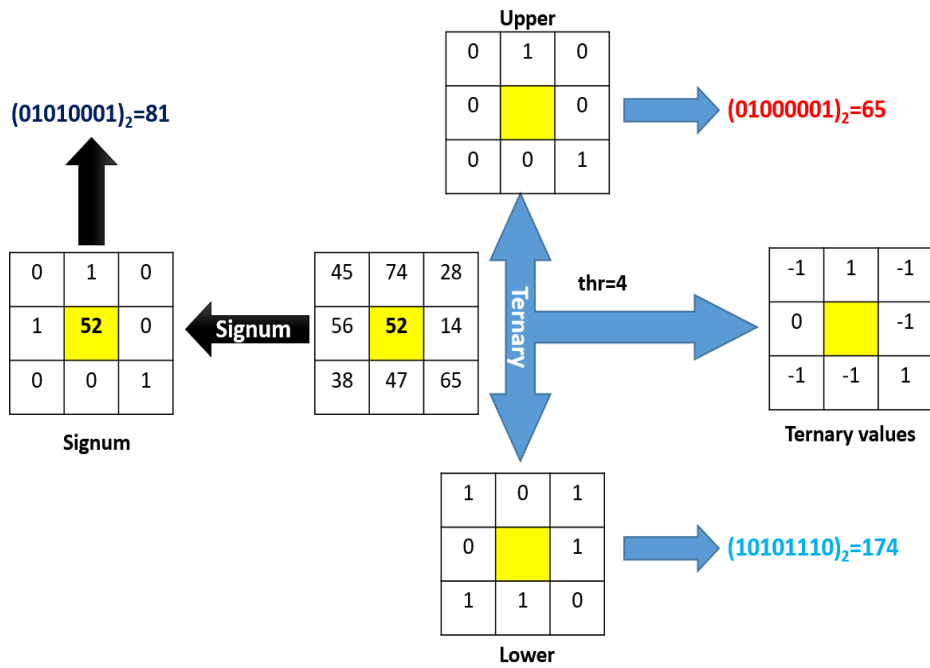 Upper
0 1 0
0 0
0 0 1
(01000001)₂=65
(01010001)₂=81
0 1 0
1 52 0
0 0 1
Signum
Signum
45 74 28
56 52 14
38 47 65
Ternary
thr=4
-1 1 -1
0 -1
-1 -1 1
Ternary values
1 0 1
0 1
1 1 0
Lower
(10101110)₂=174